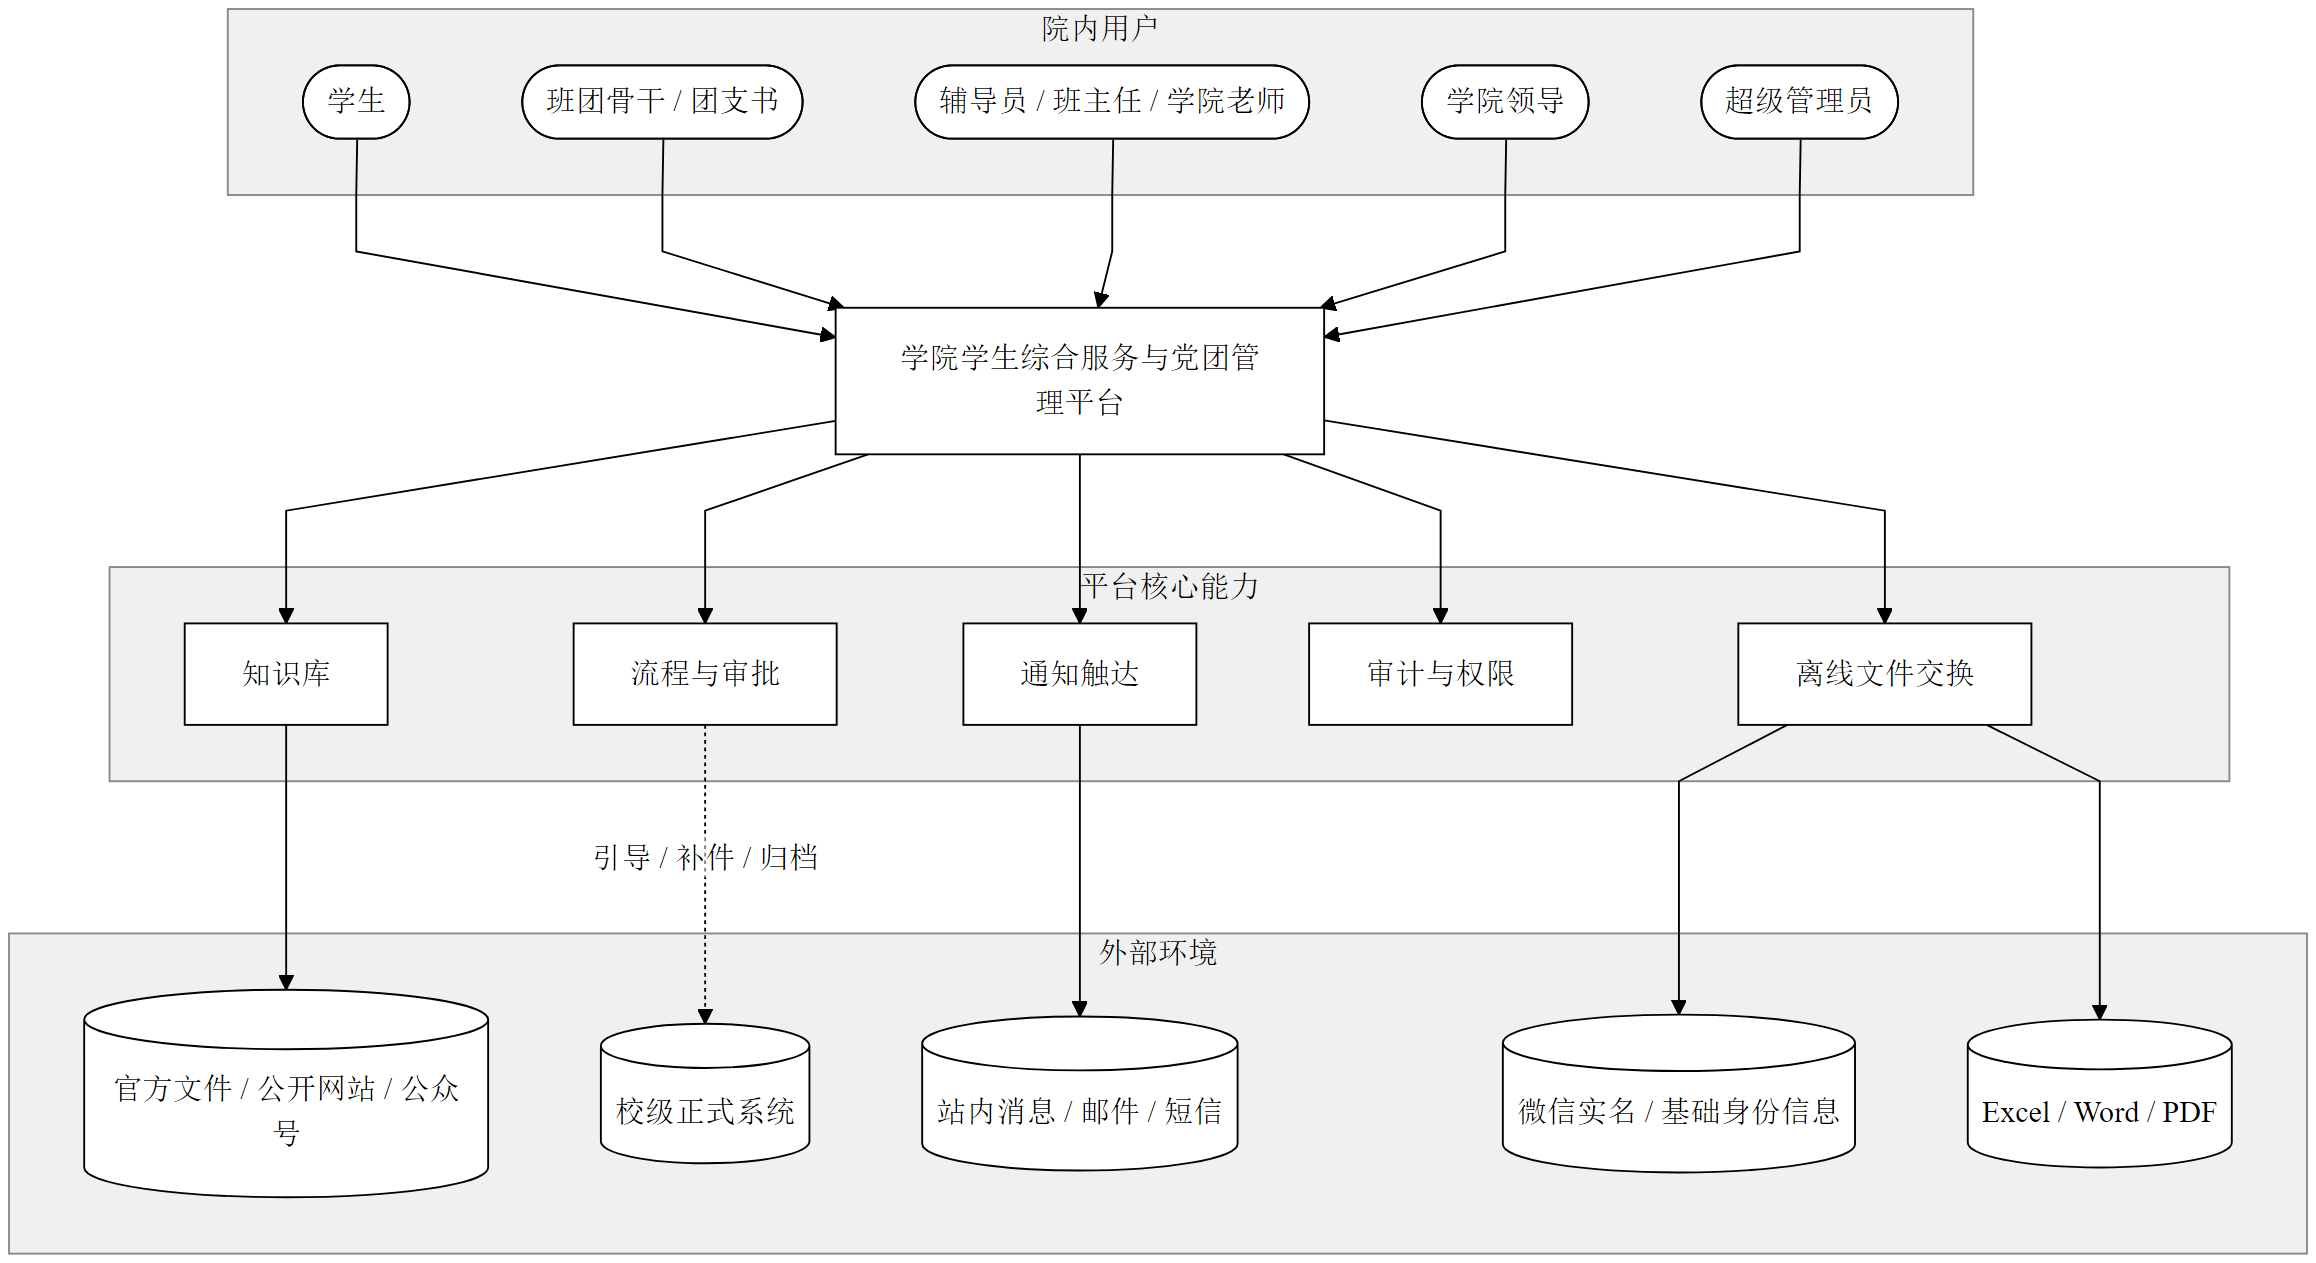 院内用户
学生
班团骨干 / 团支书
辅导员 / 班主任 / 学院老师
学院领导
超级管理员
学院学生综合服务与党团管
理平台
平台核心能力
知识库
流程与审批
通知触达
审计与权限
离线文件交换
引导 / 补件 / 归档
外部环境
官方文件 / 公开网站 / 公众
号
校级正式系统
站内消息 / 邮件 / 短信
微信实名 / 基础身份信息
Excel / Word / PDF